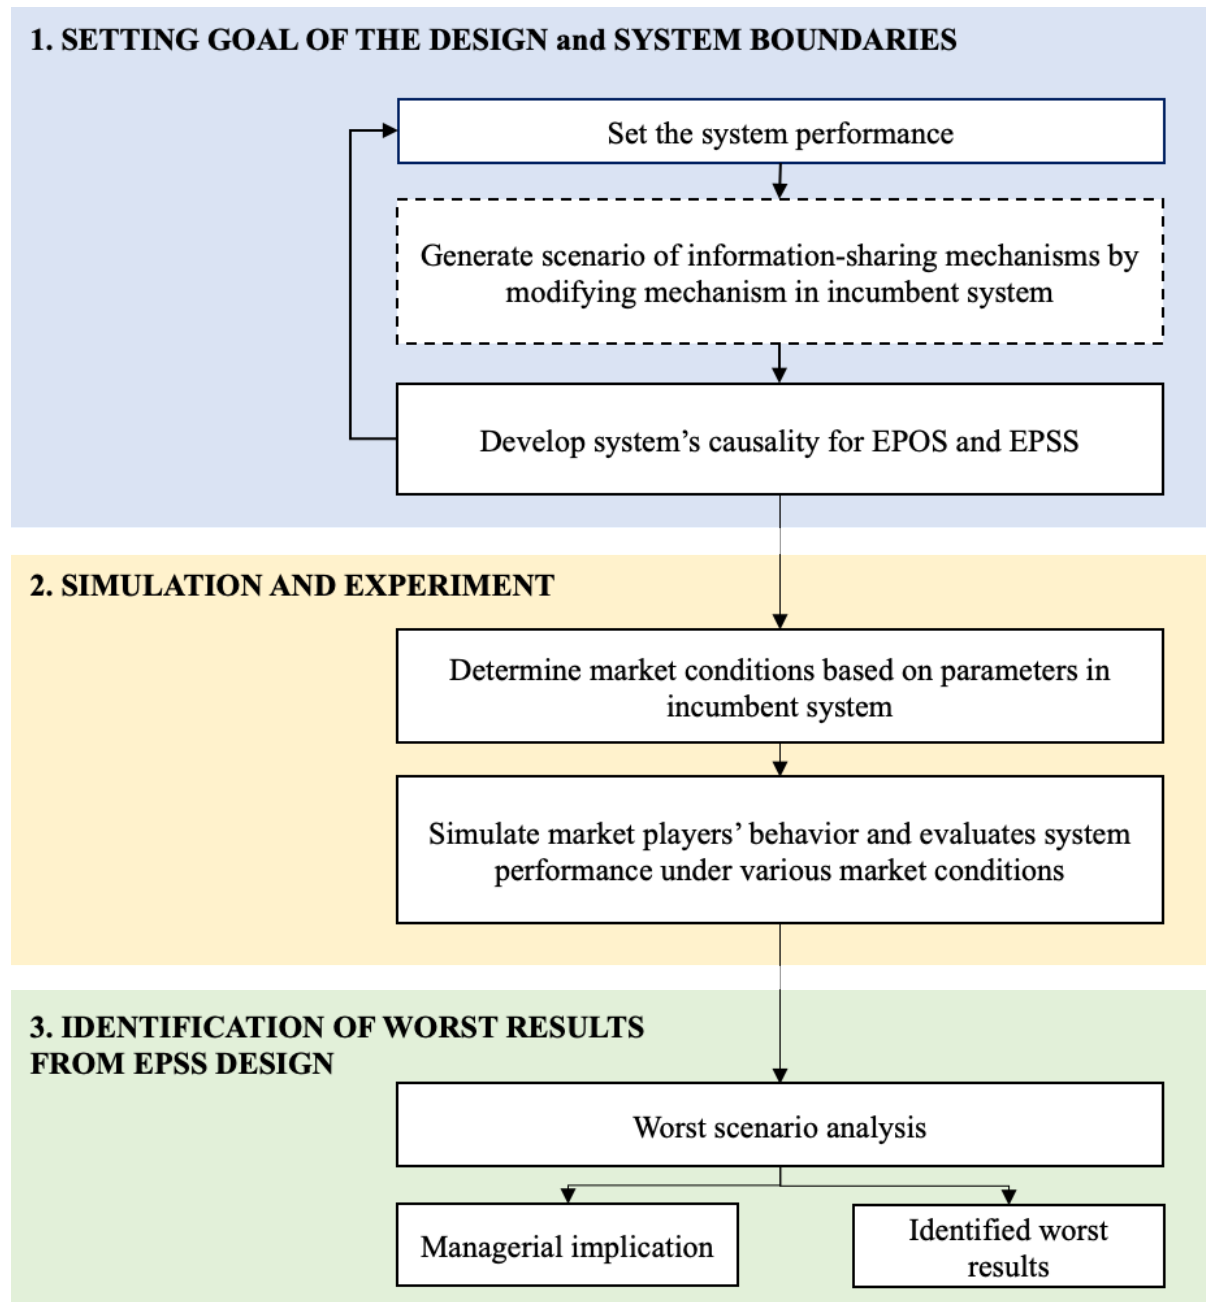 1. SETTING GOAL OF THE DESIGN and SYSTEM BOUNDARIES
Set the system performance
Generate scenario of information-sharing mechanisms by
modifying mechanism in incumbent system
Develop system’s causality for EPOS and EPSS
2. SIMULATION AND EXPERIMENT
Determine market conditions based on parameters in
incumbent system
Simulate market players’ behavior and evaluates system
performance under various market conditions
3. IDENTIFICATION OF WORST RESULTS
FROM EPSS DESIGN
Worst scenario analysis
Managerial implication
Identified worst
results